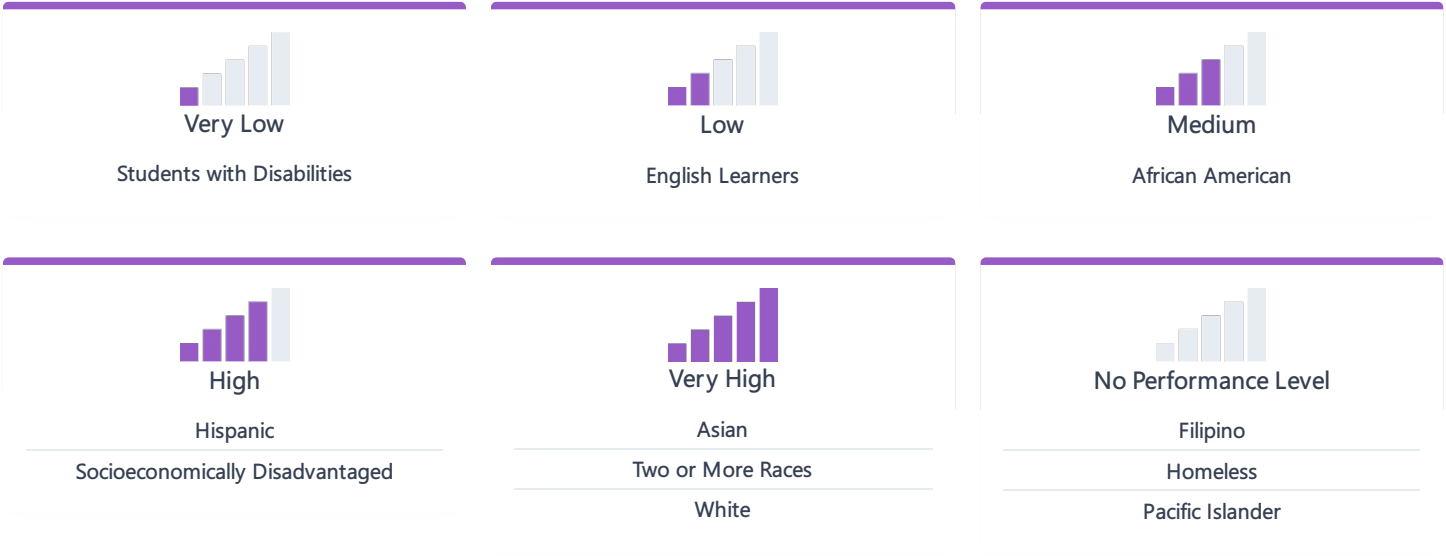 Very Low
Students with Disabilities
Low
English Learners
Medium
African American
High
Hispanic
Socioeconomically Disadvantaged
Very High
Asian
Two or More Races
White
No Performance Level
Filipino
Homeless
Pacific Islander